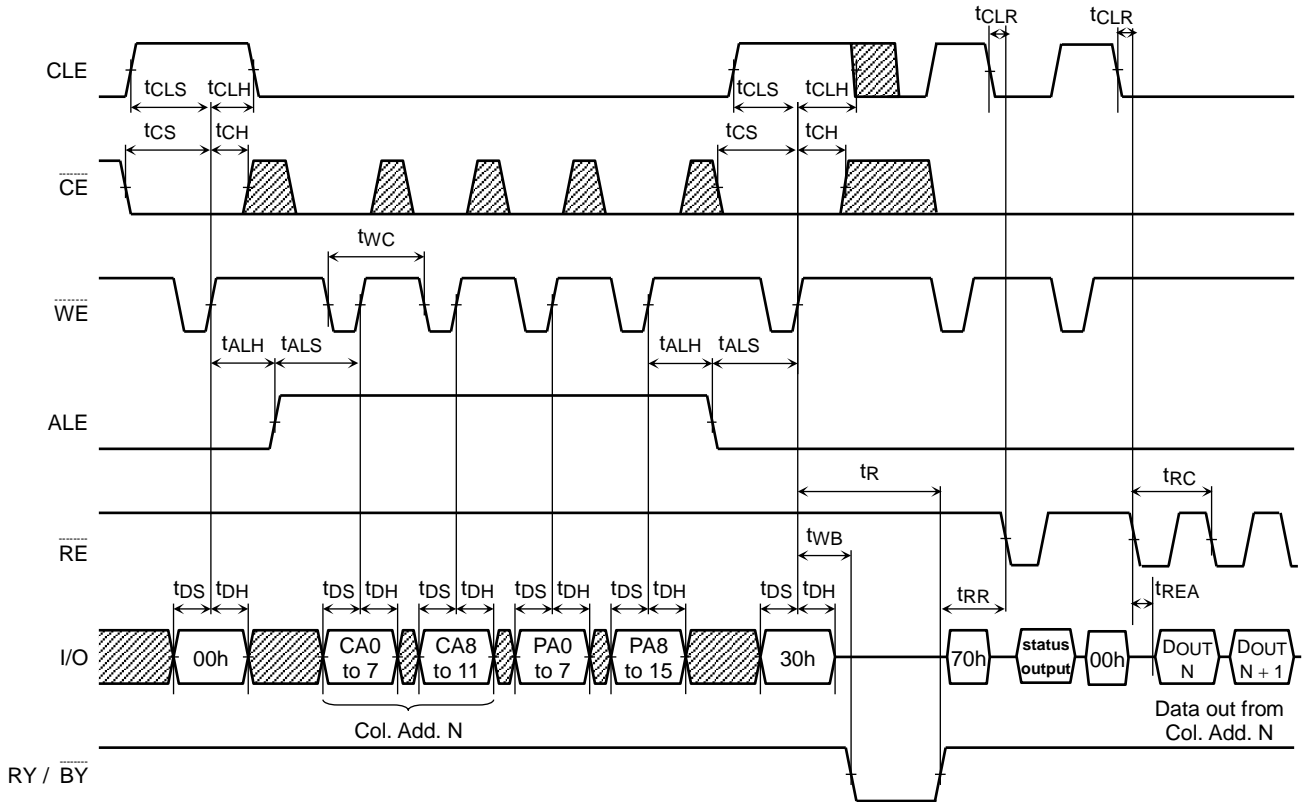 tCLR tCLR
CLE
tCLS tCLH tCLS tCLH
tCS tCH tCS tCH
CE
tWC
WE
tALH tALS tALH tALS
ALE
tR
tRC
RE
tWB
tDS tDH tDS tDH tDS tDH tDS tDH tDS tDH tDS tDH tRR tREA
I/O
00h
CA0
to 7
CA8
to 11
PA0
to 7
PA8
to 15
30h
70h
status
output
00h
DOUT
N
DOUT
N + 1
Col. Add. N
Data out from
Col. Add. N
RY / BY